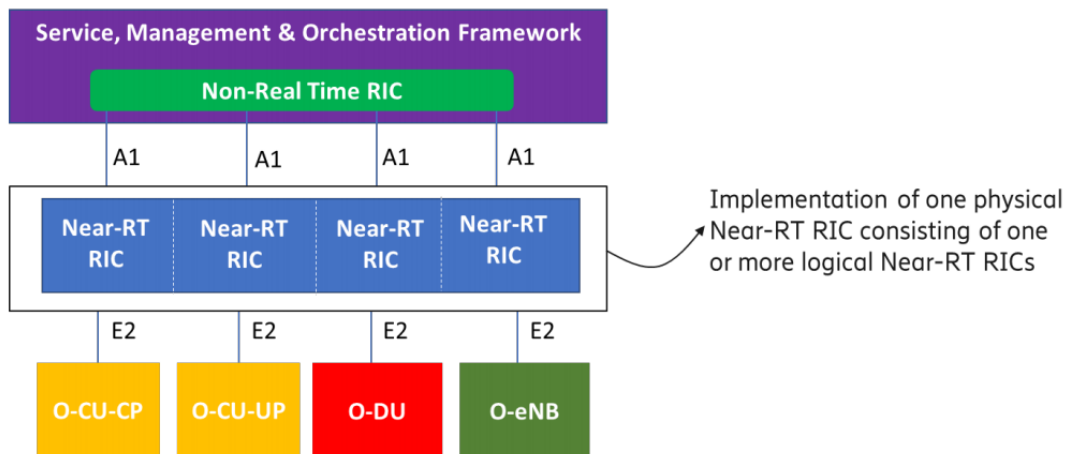 Service, Management & Orchestration Framework
Non-Real Time RIC
A1 A1 A1 A1
Near-RT RIC
Near-RT RIC
Near-RT RIC
Near-RT RIC
Implementation of one physical
Near-RT RIC consisting of one
or more logical Near-RT RICs
E2 E2 E2 E2
O-CU-CP O-CU-UP O-DU O-eNB